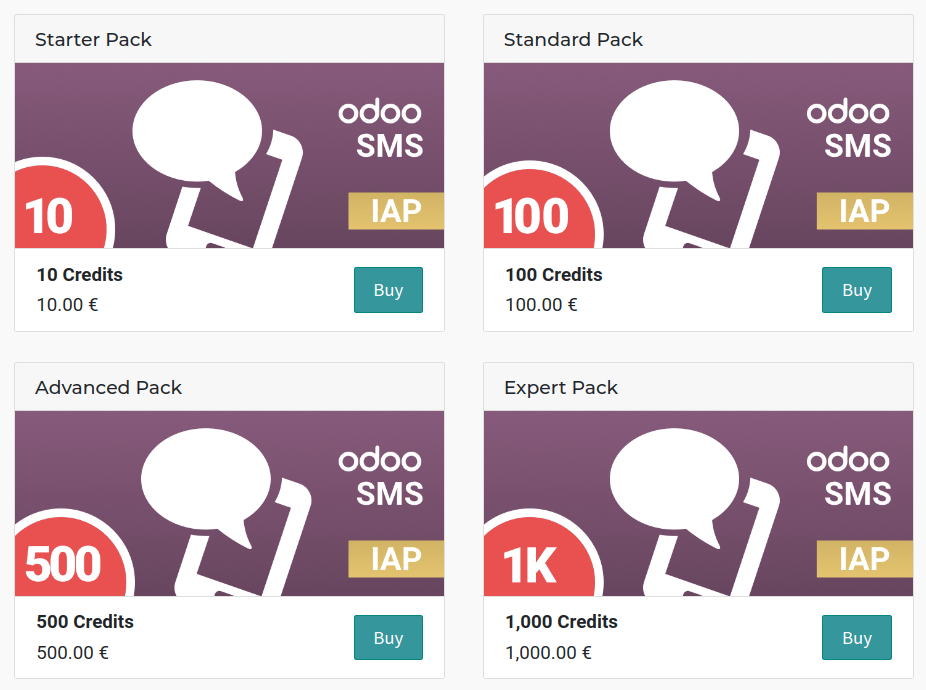 Starter Pack
odoo
SMS
IAP
10
10 Credits
10.00 €
Buy
Standard Pack
odoo
SMS
IAP
100
100 Credits
100.00 €
Buy
Advanced Pack
odoo
SMS
IAP
500
500 Credits
500.00 €
Buy
Expert Pack
odoo
SMS
IAP
1K
1,000 Credits
1,000.00 €
Buy